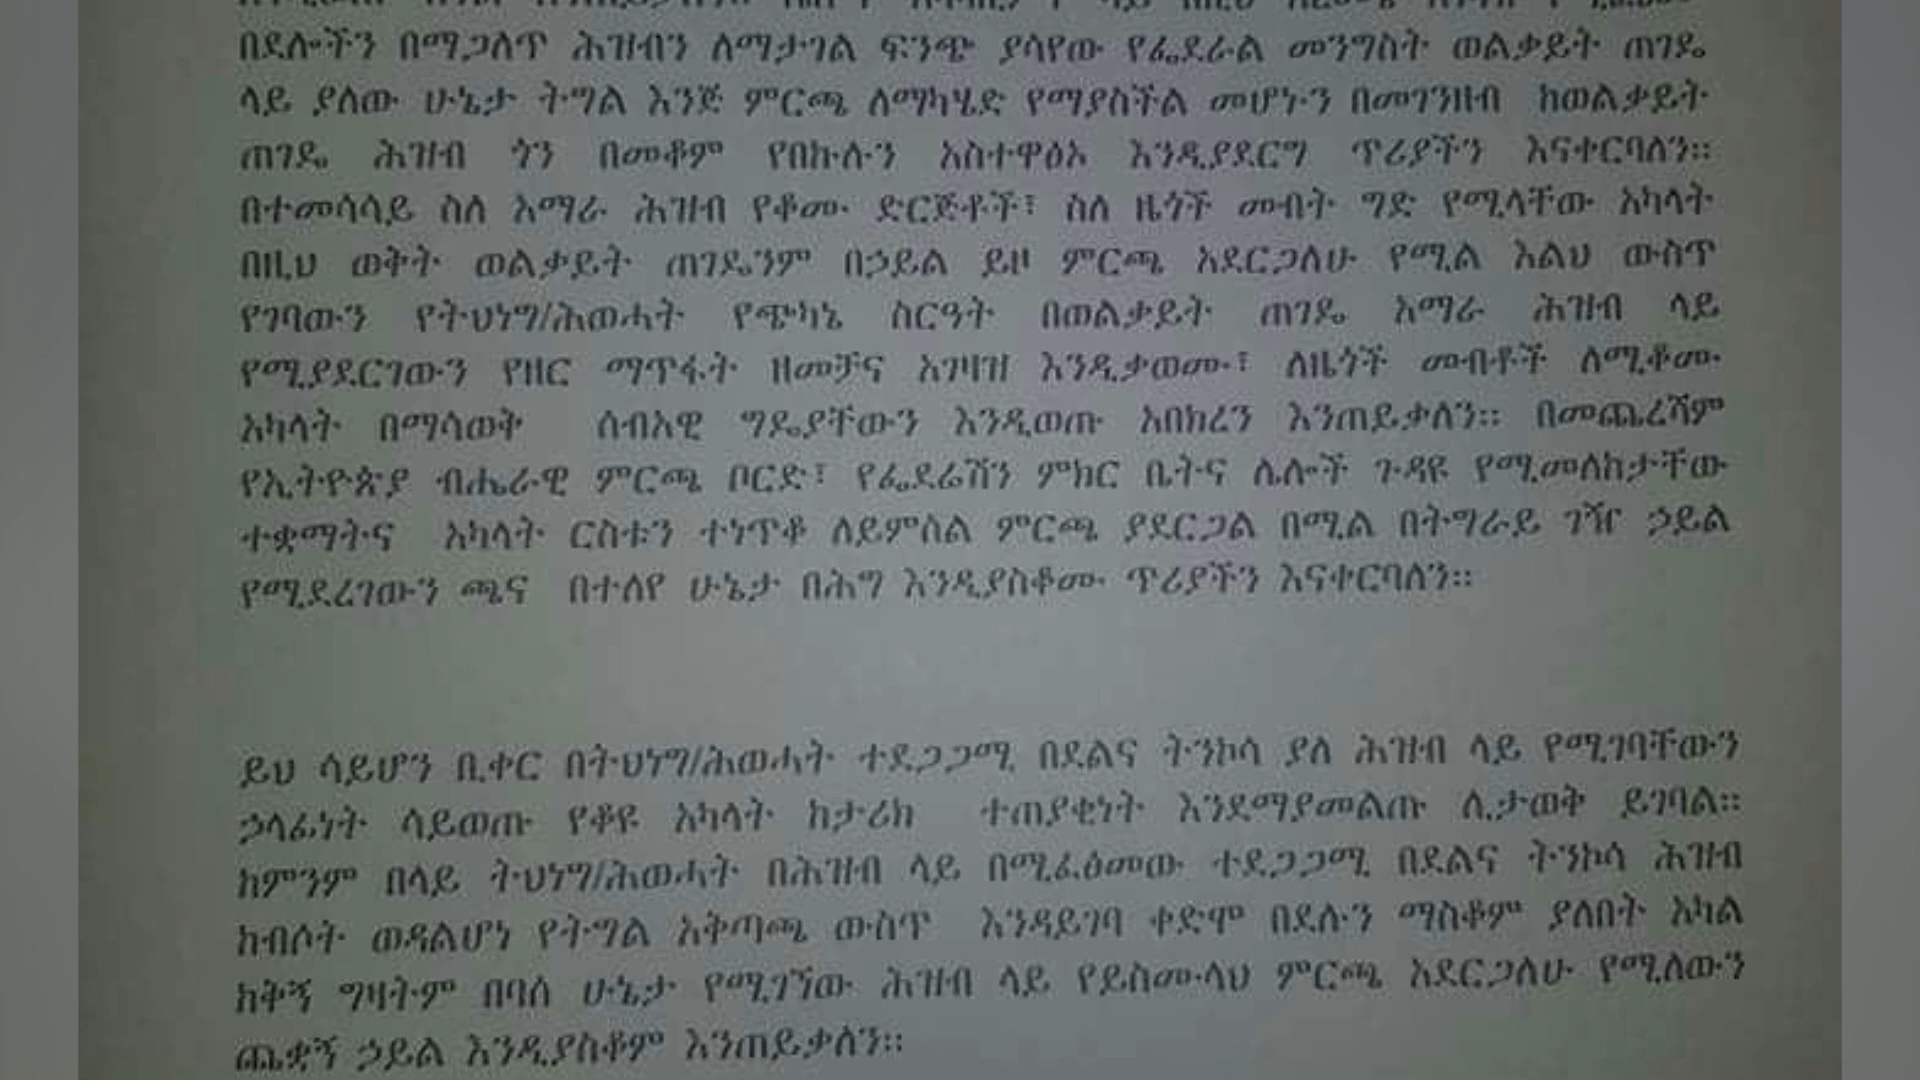 በደሎችን በማጋለጥ ሕዝብን ለማታገል ፍንጭ ያሳየው የፌደራል መንግስት ወልቃይት ጠገዴ
ላይ ያለው ሁኔታ ትግል እንጅ ምርጫ ለማካሄድ የማያስችል መሆኑን በመገንዘብ ከወልቃይት
ጠገዴ ሕዝብ ጎን በመቆም የበኩሉን አስተዋፅኦ እንዲያደርግ ጥሪያችን እናቀርባለን።
በተመሳሳይ ስለ አማራ ሕዝብ የቆሙ ድርጅቶች፣ ስለ ዜጎች መብት ግድ የሚላቸው አካላት
በዚህ ወቅት ወልቃይት ጠገዴንም በኃይል ይዞ ምርጫ አደርጋለሁ የሚል እልህ ውስጥ
የገባውን የትህነግ/ሕወሓት የጭካኔ ስርዓት በወልቃይት ጠገዴ አማራ ሕዝብ ላይ
የሚያደርገውን የዘር ማጥፋት ዘመቻና አገዛዝ እንዲቃወሙ፣ ለዜጎች መብቶች ለሚቆሙ
አካላት በማሳወቅ ሰብአዊ ግዴያቸውን እንዲወጡ አበክረን እንጠይቃለን። በመጨረሻም
የኢትዮጵያ ብሔራዊ ምርጫ ቦርድ፣ የፌደሬሽን ምክር ቤትና ሌሎች ጉዳዩ የሚመለከታቸው
ተቋማትና አካላት ርስቱን ተነጥቆ ለይምሰል ምርጫ ያደርጋል በሚል በትግራይ ገዥ ኃይል
የሚደረገውን ጫና በተለየ ሁኔታ በሕግ እንዲያስቆሙ ጥሪያችን እናቀርባለን።
ይህ ሳይሆን ቢቀር በትህነግ/ሕወሓት ተደጋጋሚ በደልና ትንኮሳ ያለ ሕዝብ ላይ የሚገባቸውን
ኃላፊነት ሳይወጡ የቆዩ አካላት ከታሪክ ተጠያቂነት እንደማያመልጡ ሊታወቅ ይገባል።
ከምንም በላይ ትህነግ/ሕወሓት በሕዝብ ላይ በሚፈፅመው ተደጋጋሚ በደልና ትንኮሳ ሕዝብ
ከብሶት ወዳልሆነ የትግል አቅጣጫ ውስጥ እንዳይገባ ቀድሞ በደሉን ማስቆም ያለበት አካል
ከቅኝ ግዛትም በባሰ ሁኔታ የሚገኘው ሕዝብ ላይ የይስሙላህ ምርጫ አደርጋለሁ የሚለውን
ጨቋኝ ኃይል እንዲያስቆም እንጠይቃለን።